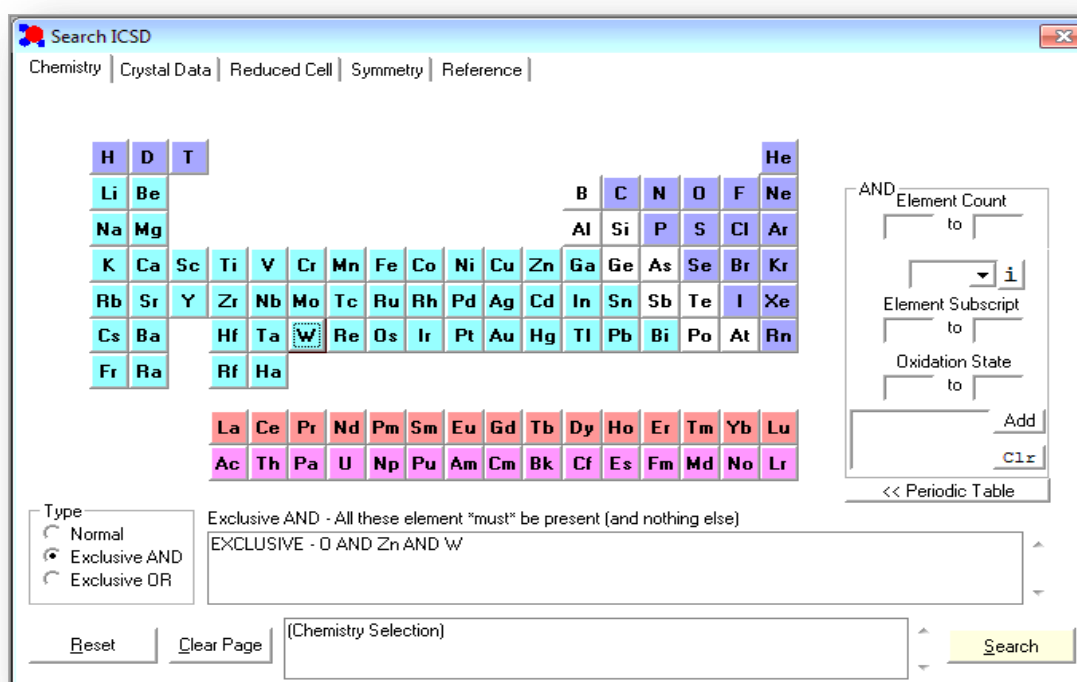 Search ICSD
Chemistry Crystal Data Reduced Cell Symmetry Reference
H D T He
Li Be B C N O F Ne
Na Mg Al Si P S Cl Ar
K Ca Sc Ti V Cr Mn Fe Co Ni Cu Zn Ga Ge As Se Br Kr
Rb Sr Y Zr Nb Mo Tc Ru Rh Pd Ag Cd In Sn Sb Te I Xe
Cs Ba Hf Ta W Re Os Ir Pt Au Hg Tl Pb Bi Po At Rn
Fr Ra Rf Ha
La Ce Pr Nd Pm Sm Eu Gd Tb Dy Ho Er Tm Yb Lu
Ac Th Pa U Np Pu Am Cm Bk Cf Es Fm Md No Lr
AND
Element Count
to
i
Element Subscript
to
Oxidation State
to
Add
Clr
<< Periodic Table
Type
Normal
Exclusive AND
Exclusive OR
Exclusive AND - All these element *must* be present (and nothing else)
EXCLUSIVE - O AND Zn AND W
Reset Clear Page
(Chemistry Selection)
Search